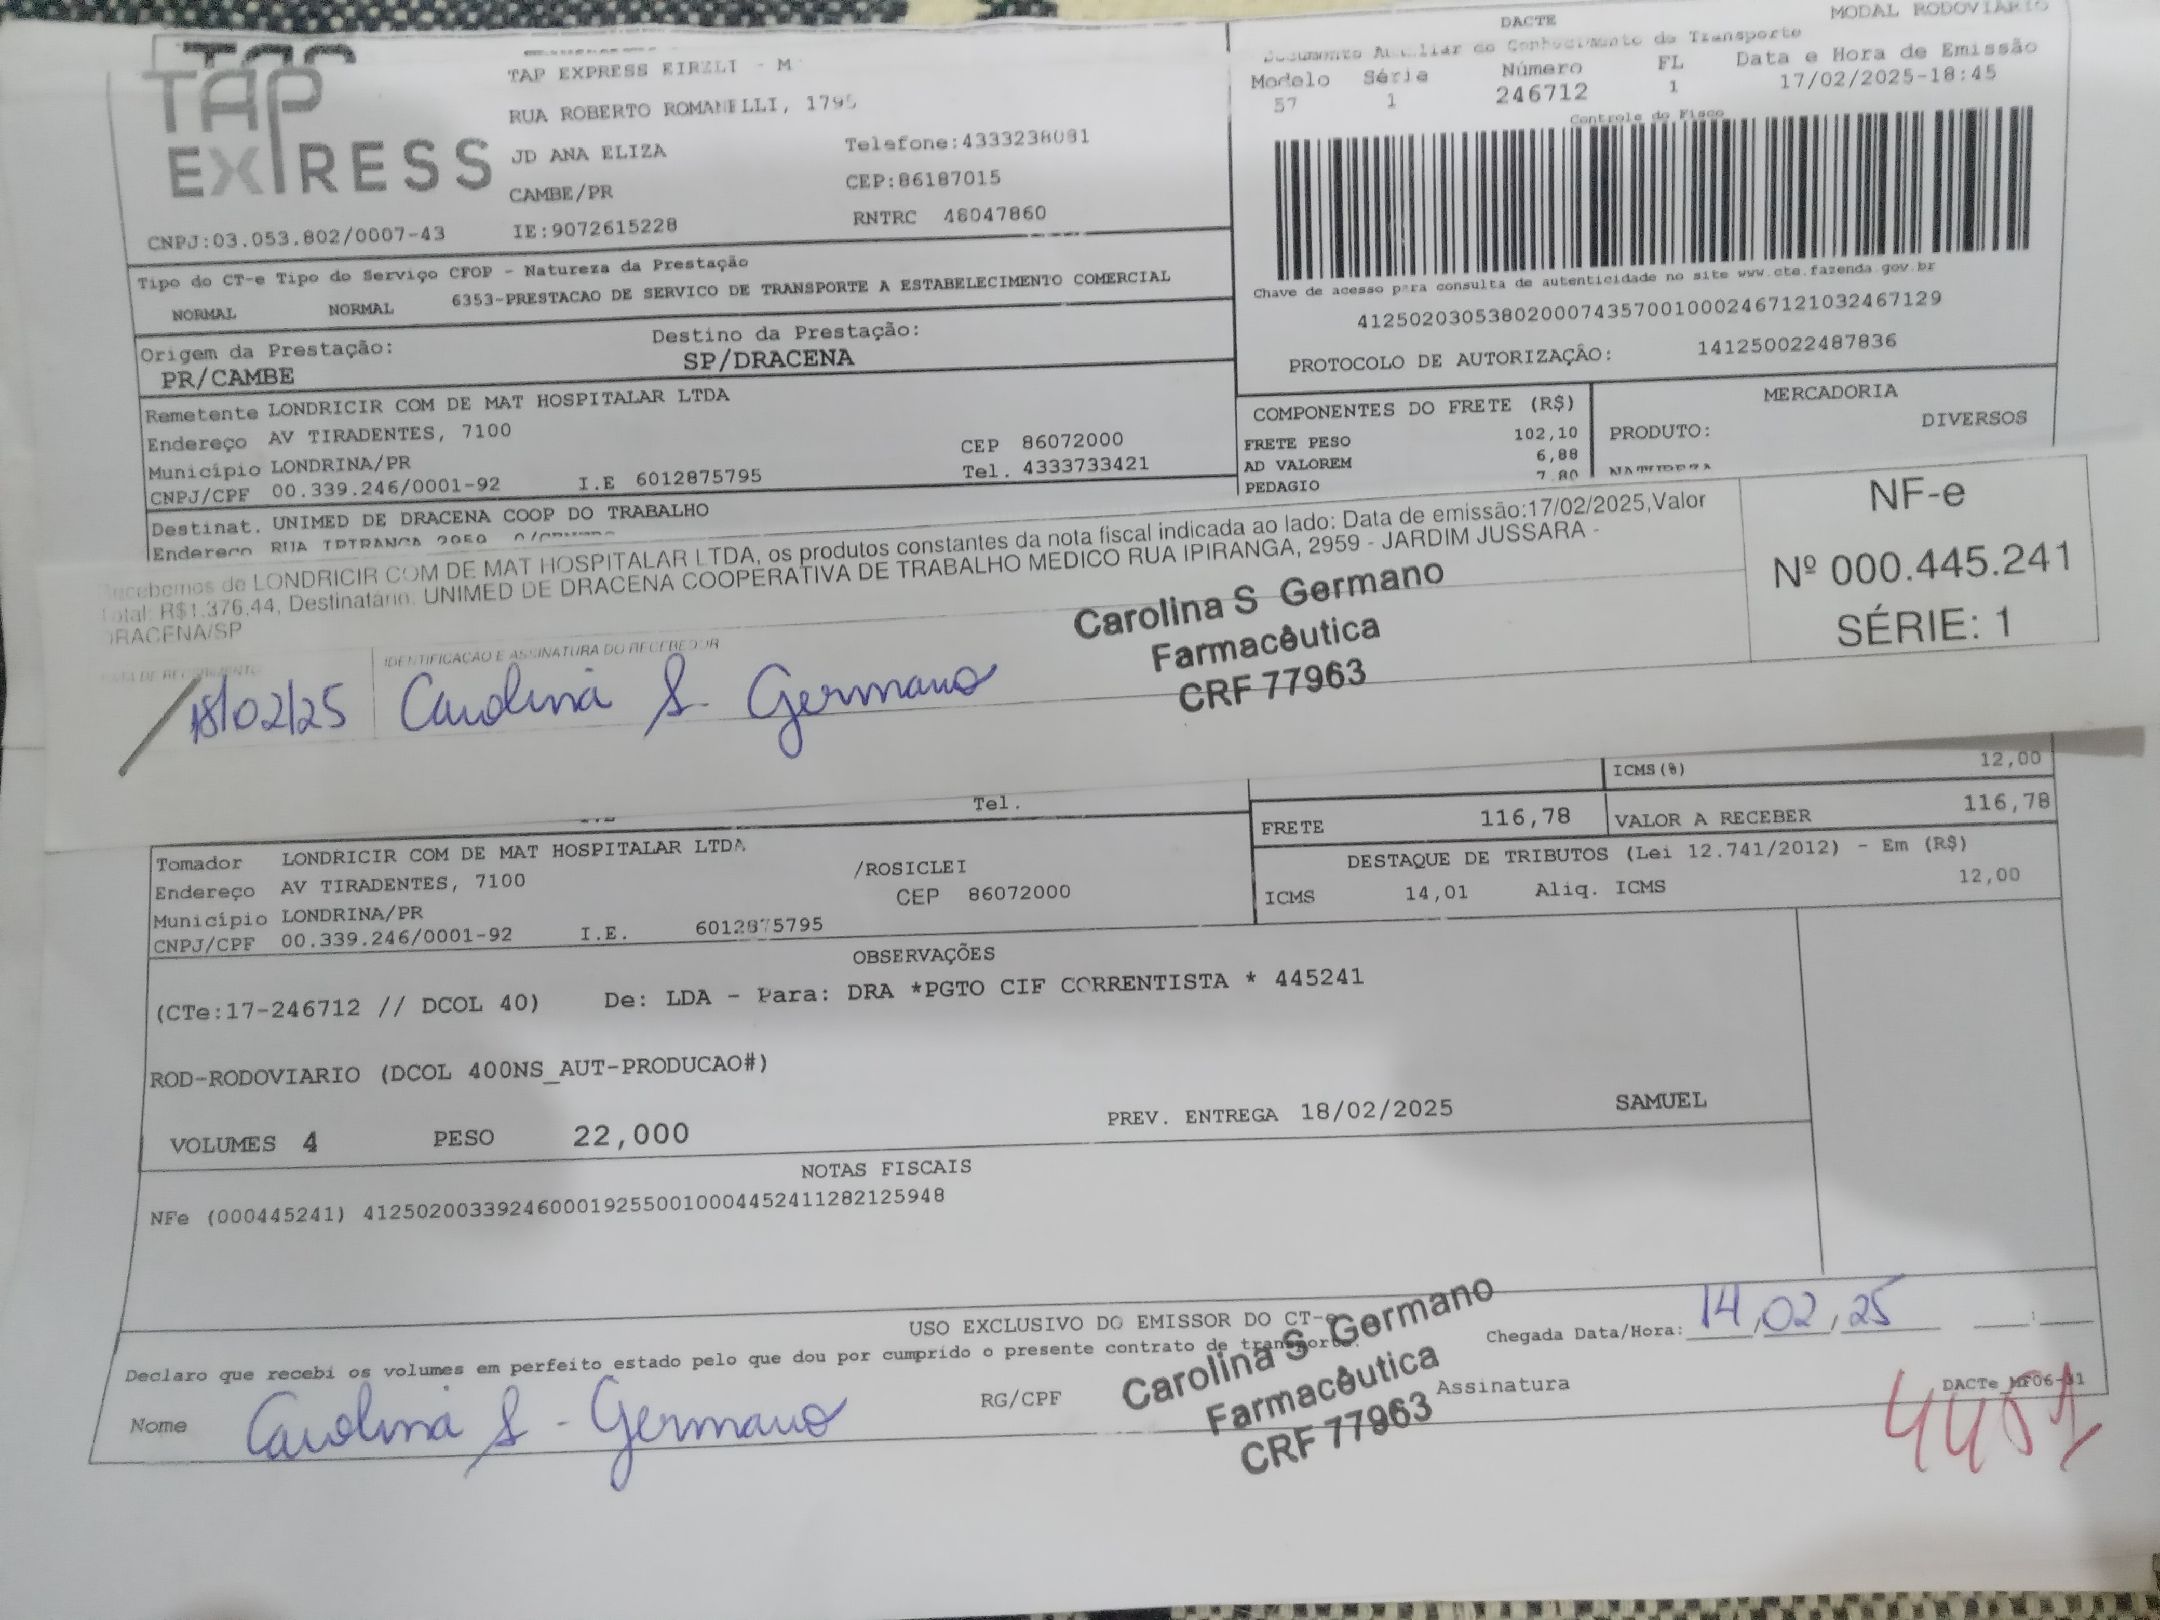 TAP EXPRESS
TAP EXPRESS EIRELI - M
RUA ROBERTO ROMANELLI, 1795
JD ANA ELIZA Telefone:4333238081
CAMBE/PR CEP:86187015
CNPJ:03.053.802/0007-43 IE:9072615228 RNTRC 48047860
MODAL RODOVIÁRIO
DACTE
Documento Auxiliar do Conhecimento de Transporte
Modelo Série Número FL Data e Hora de Emissão
57 1 246712 1 17/02/2025-18:45
Controle do Fisco
Chave de acesso para consulta de autenticidade no site www.cte.fazenda.gov.br
41250203053802000743570010002467121032467129
PROTOCOLO DE AUTORIZAÇÃO: 141250022487836
Tipo do CT-e Tipo do Serviço CFOP - Natureza da Prestação
NORMAL NORMAL 6353-PRESTACAO DE SERVICO DE TRANSPORTE A ESTABELECIMENTO COMERCIAL
Origem da Prestação: Destino da Prestação:
PR/CAMBE SP/DRACENA
Remetente LONDRICIR COM DE MAT HOSPITALAR LTDA
Endereço AV TIRADENTES, 7100 CEP 86072000
Município LONDRINA/PR Tel. 4333733421
CNPJ/CPF 00.339.246/0001-92 I.E 6012875795
Destinat. UNIMED DE DRACENA COOP DO TRABALHO
Endereço RUA IPIRANGA 2959
COMPONENTES DO FRETE (R$)
FRETE PESO 102,10
AD VALOREM 6,88
PEDAGIO 7,80
MERCADORIA
PRODUTO: DIVERSOS
NATUREZA
Recebemos de LONDRICIR COM DE MAT HOSPITALAR LTDA, os produtos constantes da nota fiscal indicada ao lado: Data de emissão:17/02/2025,Valor
Total: R$1.376,44, Destinatário. UNIMED DE DRACENA COOPERATIVA DE TRABALHO MEDICO RUA IPIRANGA, 2959 - JARDIM JUSSARA -
DRACENA/SP
NF-e
Nº 000.445.241
SÉRIE: 1
DATA DE RECEBIMENTO IDENTIFICAÇÃO E ASSINATURA DO RECEBEDOR
18/02/25 Carolina S. Germano
Carolina S Germano
Farmacêutica
CRF 77963
Tel.
ICMS(%) 12,00
FRETE 116,78 VALOR A RECEBER 116,78
DESTAQUE DE TRIBUTOS (Lei 12.741/2012) - Em (R$)
ICMS 14,01 Aliq. ICMS 12,00
Tomador LONDRICIR COM DE MAT HOSPITALAR LTDA /ROSICLEI
Endereço AV TIRADENTES, 7100 CEP 86072000
Município LONDRINA/PR
CNPJ/CPF 00.339.246/0001-92 I.E. 6012875795
OBSERVAÇÕES
(CTe:17-246712 // DCOL 40) De: LDA - Para: DRA *PGTO CIF CORRENTISTA * 445241
ROD-RODOVIARIO (DCOL 400NS_AUT-PRODUCAO#)
VOLUMES 4 PESO 22,000 PREV. ENTREGA 18/02/2025 SAMUEL
NOTAS FISCAIS
NFe (000445241) 41250200339246000192550010004452411282125948
USO EXCLUSIVO DO EMISSOR DO CT-e
Declaro que recebi os volumes em perfeito estado pelo que dou por cumprido o presente contrato de transporte.
Chegada Data/Hora: 14,02,25 :
Nome Carolina S - Germano RG/CPF Assinatura
Carolina S Germano
Farmacêutica
CRF 77963
DACTe MF06-01